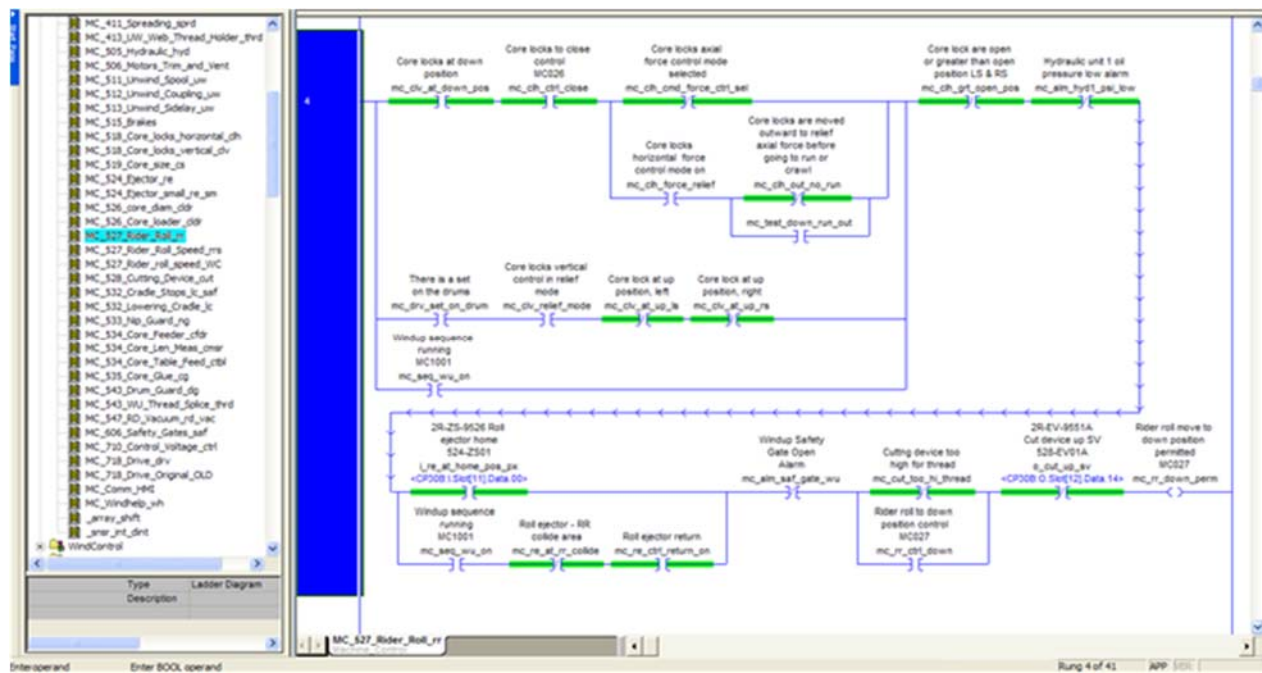 MC_411_Spreading_sprd
MC_413_UW_Web_Thread_Holder_thrd
MC_505_Hydraulic_hyd
MC_506_Motors_Trim_and_Vent
MC_511_Unwind_Spool_uw
MC_512_Unwind_Coupling_uw
MC_513_Unwind_Sidelay_uw
MC_515_Brakes
MC_518_Core_locks_horizontal_clh
MC_518_Core_locks_vertical_clv
MC_519_Core_size_cs
MC_524_Ejector_re
MC_524_Ejector_small_re_sm
MC_526_core_diam_cldr
MC_526_Core_loader_cldr
MC_527_Rider_Roll_rr
MC_527_Rider_Roll_Speed_rrs
MC_527_Rider_roll_speed_WC
MC_528_Cutting_Device_cut
MC_532_Cradle_Stops_lc_saf
MC_532_Lowering_Cradle_lc
MC_533_Nip_Guard_ng
MC_534_Core_Feeder_cfdr
MC_534_Core_Len_Meas_cmsr
MC_534_Core_Table_Feed_ctbl
MC_535_Core_Glue_cg
MC_543_Drum_Guard_dg
MC_543_WU_Thread_Splice_thrd
MC_547_RD_Vacuum_rd_vac
MC_606_Safety_Gates_saf
MC_710_Control_Voltage_ctrl
MC_718_Drive_drv
MC_718_Drive_Original_OLD
MC_Comm_HMI
MC_Windhelp_wh
_array_shift
_snsr_int_dint
WindControl
Type Ladder Diagram
Description
4
Core locks at down
position
mc_clv_at_down_pos
Core locks to close
control
MC026
mc_clh_ctrl_close
Core locks axial
force control mode
selected
mc_clh_cmd_force_ctrl_sel
Core lock are open
or greater than open
position LS & RS
mc_clh_grt_open_pos
Hydraulic unit 1 oil
pressure low alarm
mc_alm_hyd1_psi_low
Core locks
horizontal force
control mode on
mc_clh_force_relief
Core locks are moved
outward to relief
axial force before
going to run or
crawl
mc_clh_out_no_run
mc_test_down_run_out
There is a set
on the drums
mc_drv_set_on_drum
Core locks vertical
control in relief
mode
mc_clv_relief_mode
Core lock at up
position, left
mc_clv_at_up_ls
Core lock at up
position, right
mc_clv_at_up_rs
Windup sequence
running
MC1001
mc_seq_wu_on
2R-ZS-9526 Roll
ejector home
524-ZS01
i_re_at_home_pos_px
<CP30B:I.Slot[11].Data.00>
Windup Safety
Gate Open
Alarm
mc_alm_saf_gate_wu
Cuttng device too
high for thread
mc_cut_too_hi_thread
2R-EV-9551A
Cut device up SV
528-EV01A
o_cut_up_sv
<CP30B:O.Slot[12].Data.14>
Rider roll move to
down position
permitted
MC027
mc_rr_down_perm
Windup sequence
running
MC1001
mc_seq_wu_on
Roll ejector - RR
collide area
mc_re_at_rr_collide
Roll ejector return
mc_re_ctrl_return_on
Rider roll to down
position control
MC027
mc_rr_ctrl_down
MC_527_Rider_Roll_rr
Machine_Control
Enter operand Enter BOOL operand Rung 4 of 41 APP